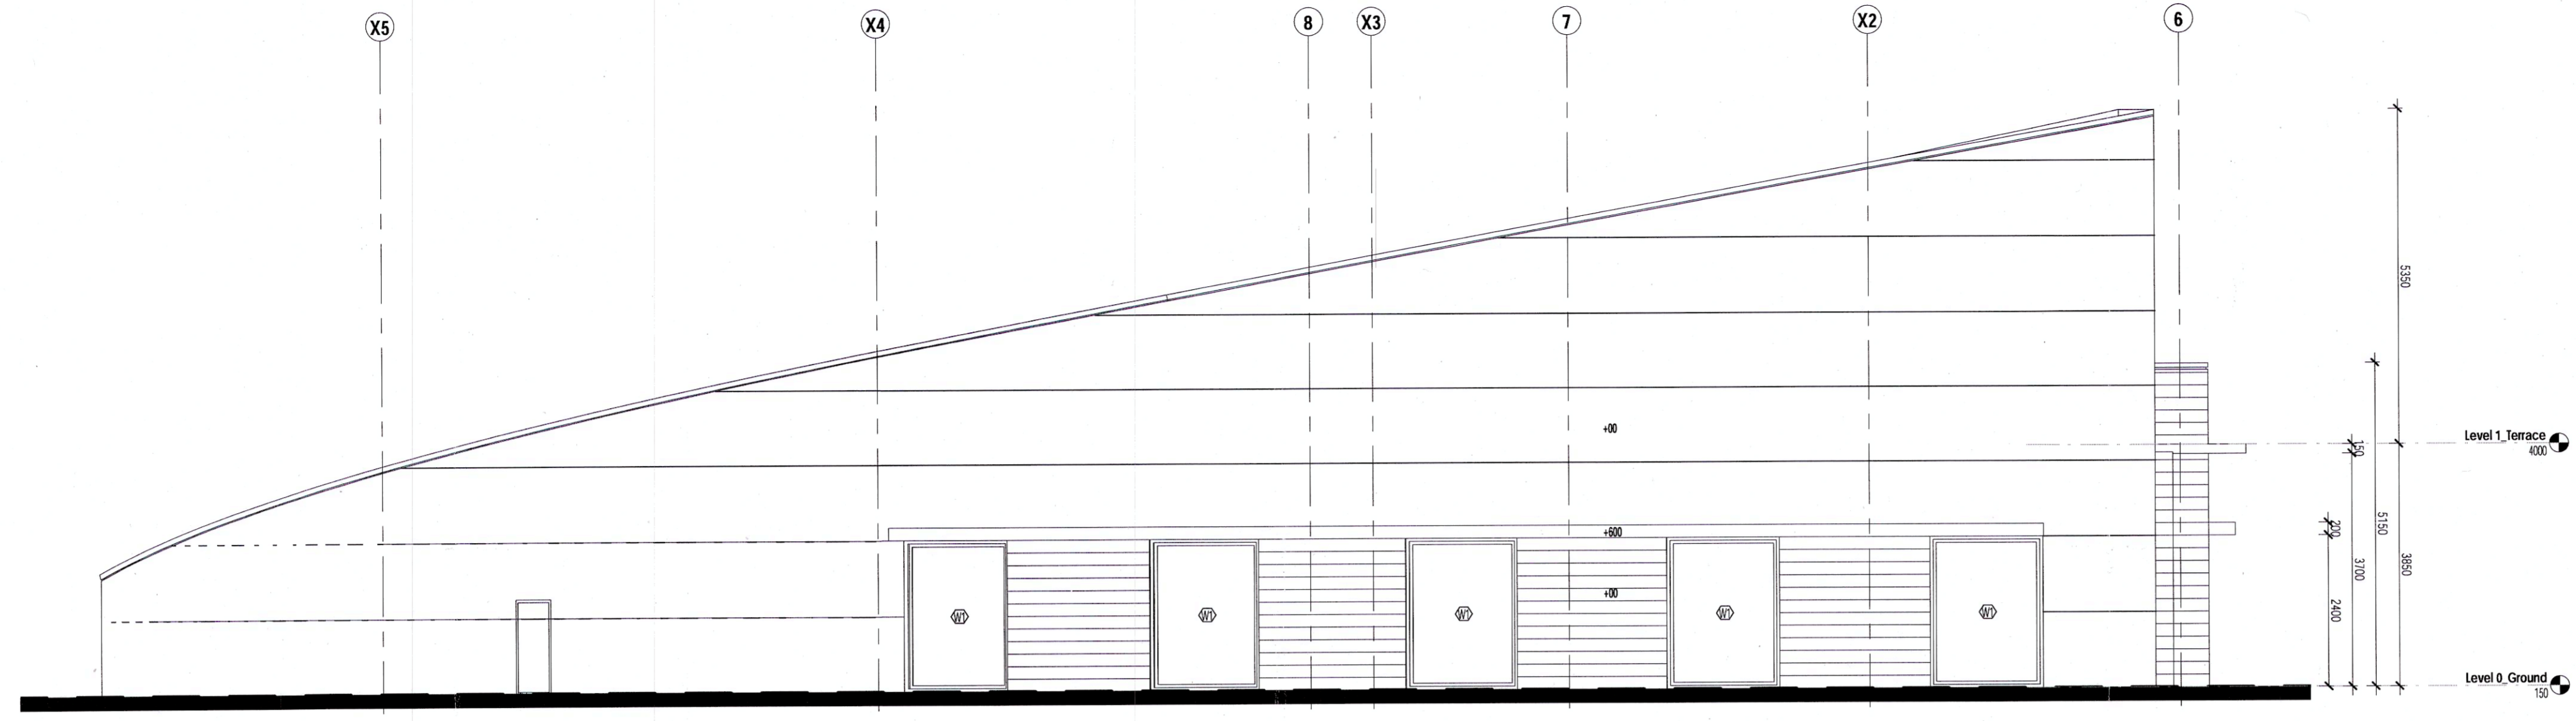 X5
X4
8
X3
7
X2
6
5350
+00
Level 1_Terrace
4000
150
5150
200
+600
3700
3850
+00
2400
W1
W1
W1
W1
W1
Level 0_Ground
150